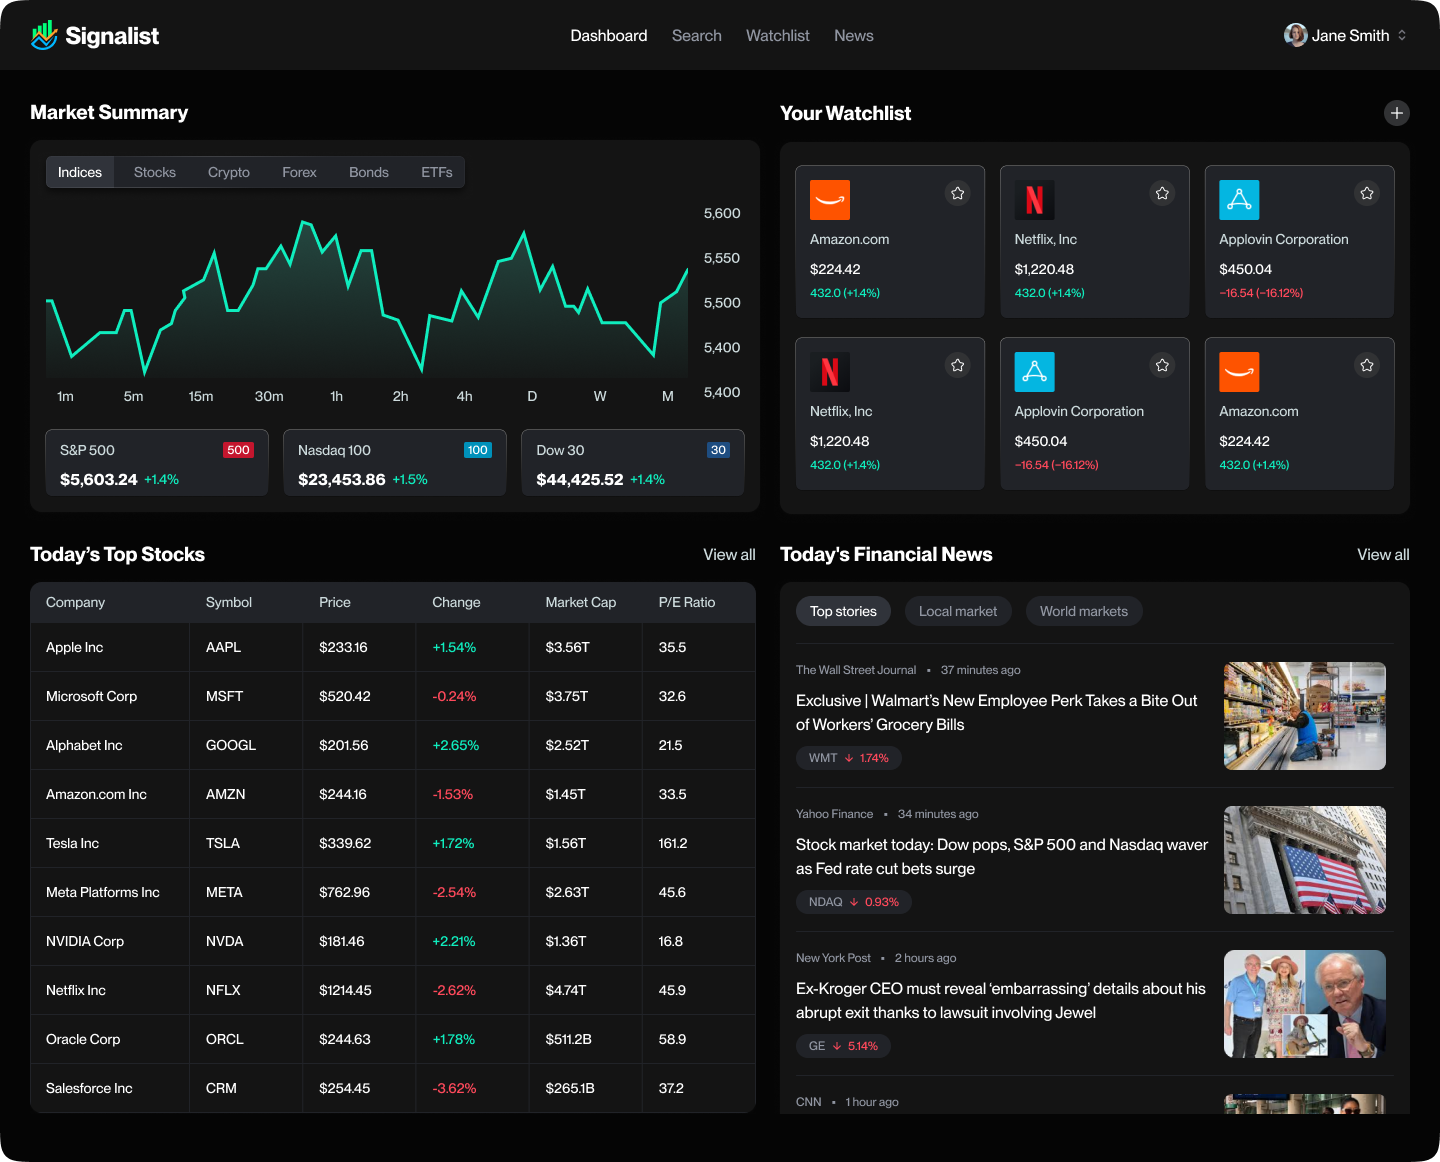 Signalist
Dashboard Search Watchlist News
Jane Smith
Market Summary
Indices Stocks Crypto Forex Bonds ETFs
5,600
5,550
5,500
5,400
5,400
1m 5m 15m 30m 1h 2h 4h D W M
S&P 500 500
$5,603.24 +1.4%
Nasdaq 100 100
$23,453.86 +1.5%
Dow 30 30
$44,425.52 +1.4%
Your Watchlist
Amazon.com
$224.42
432.0 (+1.4%)
N
Netflix, Inc
$1,220.48
432.0 (+1.4%)
Applovin Corporation
$450.04
−16.54 (−16.12%)
N
Netflix, Inc
$1,220.48
432.0 (+1.4%)
Applovin Corporation
$450.04
−16.54 (−16.12%)
Amazon.com
$224.42
432.0 (+1.4%)
Today’s Top Stocks View all
Company Symbol Price Change Market Cap P/E Ratio
Apple Inc AAPL $233.16 +1.54% $3.56T 35.5
Microsoft Corp MSFT $520.42 -0.24% $3.75T 32.6
Alphabet Inc GOOGL $201.56 +2.65% $2.52T 21.5
Amazon.com Inc AMZN $244.16 -1.53% $1.45T 33.5
Tesla Inc TSLA $339.62 +1.72% $1.56T 161.2
Meta Platforms Inc META $762.96 -2.54% $2.63T 45.6
NVIDIA Corp NVDA $181.46 +2.21% $1.36T 16.8
Netflix Inc NFLX $1214.45 -2.62% $4.74T 45.9
Oracle Corp ORCL $244.63 +1.78% $511.2B 58.9
Salesforce Inc CRM $254.45 -3.62% $265.1B 37.2
Today's Financial News View all
Top stories Local market World markets
The Wall Street Journal • 37 minutes ago
Exclusive | Walmart’s New Employee Perk Takes a Bite Out
of Workers’ Grocery Bills
WMT ↓ 1.74%
Yahoo Finance • 34 minutes ago
Stock market today: Dow pops, S&P 500 and Nasdaq waver
as Fed rate cut bets surge
NDAQ ↓ 0.93%
New York Post • 2 hours ago
Ex-Kroger CEO must reveal ‘embarrassing’ details about his
abrupt exit thanks to lawsuit involving Jewel
GE ↓ 5.14%
CNN • 1 hour ago